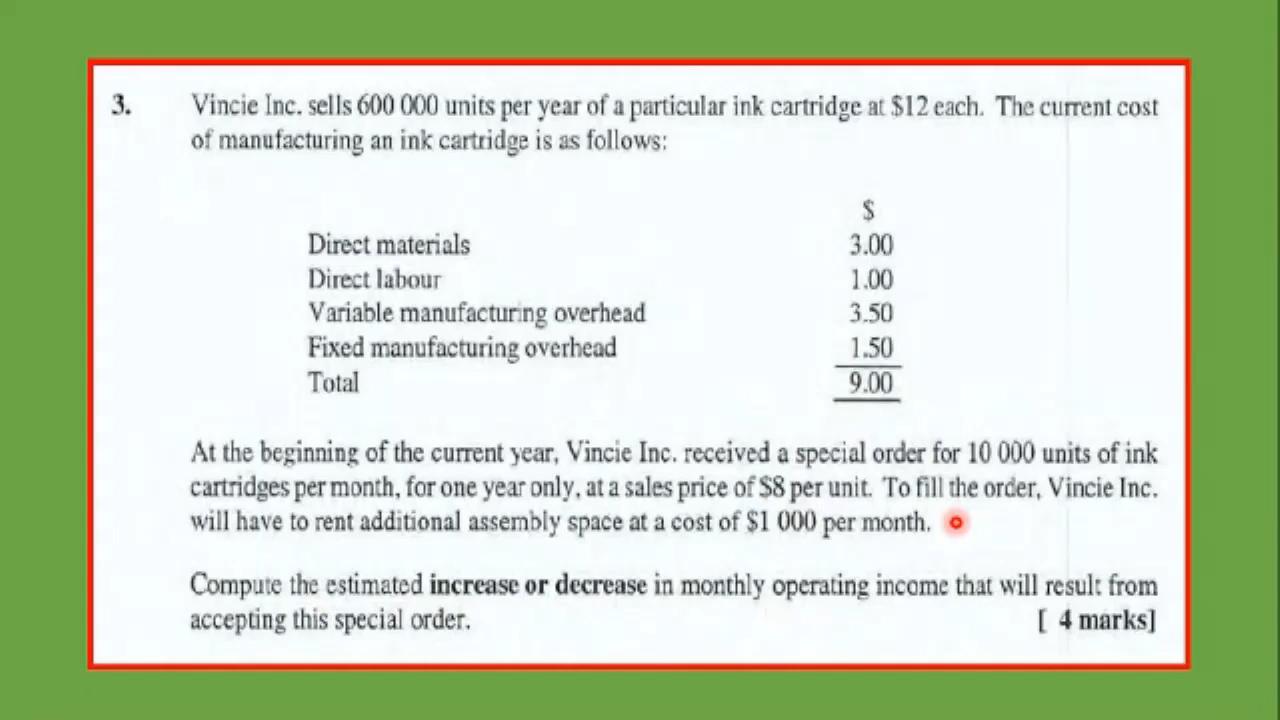 3. Vincie Inc. sells 600 000 units per year of a particular ink cartridge at $12 each. The current cost
of manufacturing an ink cartridge is as follows:
$
Direct materials 3.00
Direct labour 1.00
Variable manufacturing overhead 3.50
Fixed manufacturing overhead 1.50
Total 9.00
At the beginning of the current year, Vincie Inc. received a special order for 10 000 units of ink
cartridges per month, for one year only, at a sales price of $8 per unit. To fill the order, Vincie Inc.
will have to rent additional assembly space at a cost of $1 000 per month.
Compute the estimated increase or decrease in monthly operating income that will result from
accepting this special order. [ 4 marks]